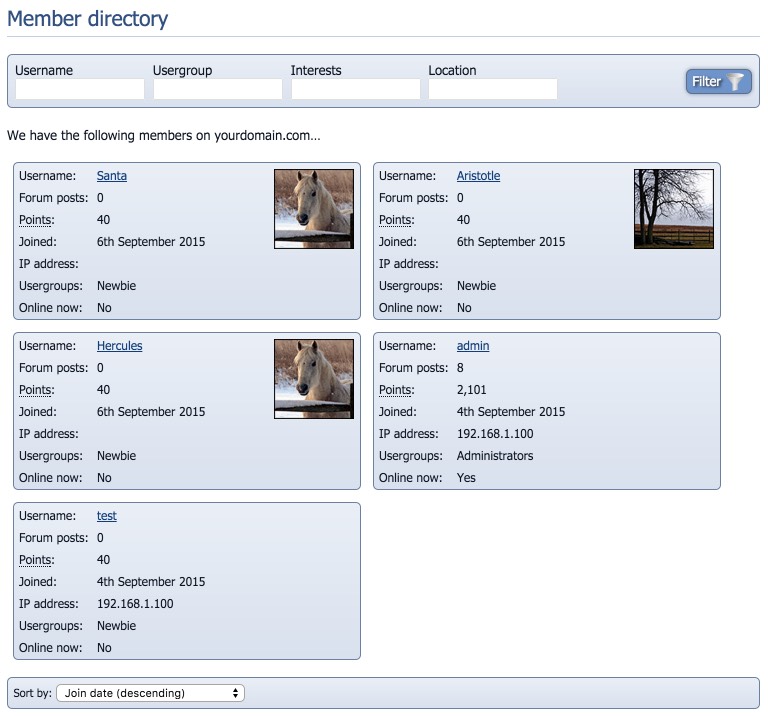 Member directory
Username Usergroup Interests Location
Filter
We have the following members on yourdomain.com...
Username: Santa
Forum posts: 0
Points: 40
Joined: 6th September 2015
IP address:
Usergroups: Newbie
Online now: No
Username: Aristotle
Forum posts: 0
Points: 40
Joined: 6th September 2015
IP address:
Usergroups: Newbie
Online now: No
Username: Hercules
Forum posts: 0
Points: 40
Joined: 6th September 2015
IP address:
Usergroups: Newbie
Online now: No
Username: admin
Forum posts: 8
Points: 2,101
Joined: 4th September 2015
IP address: 192.168.1.100
Usergroups: Administrators
Online now: Yes
Username: test
Forum posts: 0
Points: 40
Joined: 4th September 2015
IP address: 192.168.1.100
Usergroups: Newbie
Online now: No
Sort by: Join date (descending)